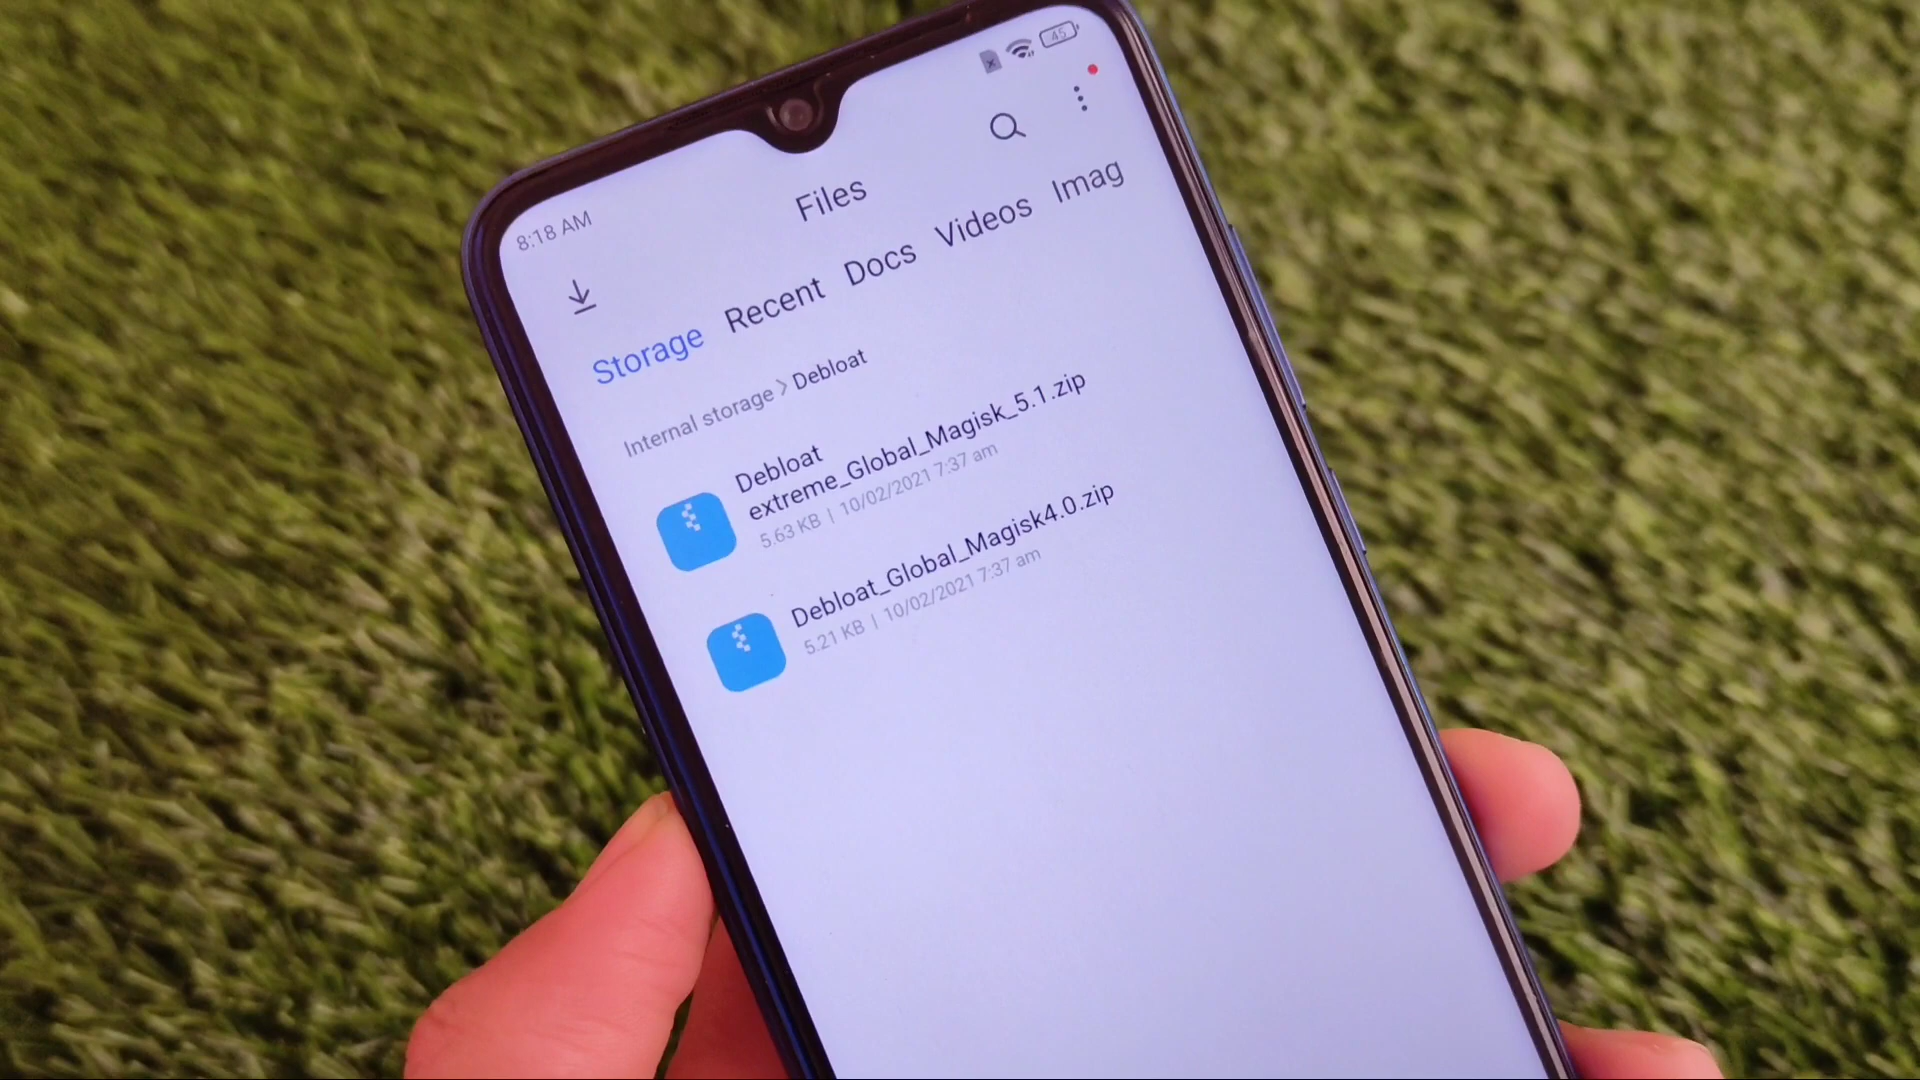 8:18 AM
45
Files
Storage Recent Docs Videos Imag
Internal storage > Debloat
Debloat
extreme_Global_Magisk_5.1.zip
5.63 KB | 10/02/2021 7:37 am
Debloat_Global_Magisk4.0.zip
5.21 KB | 10/02/2021 7:37 am